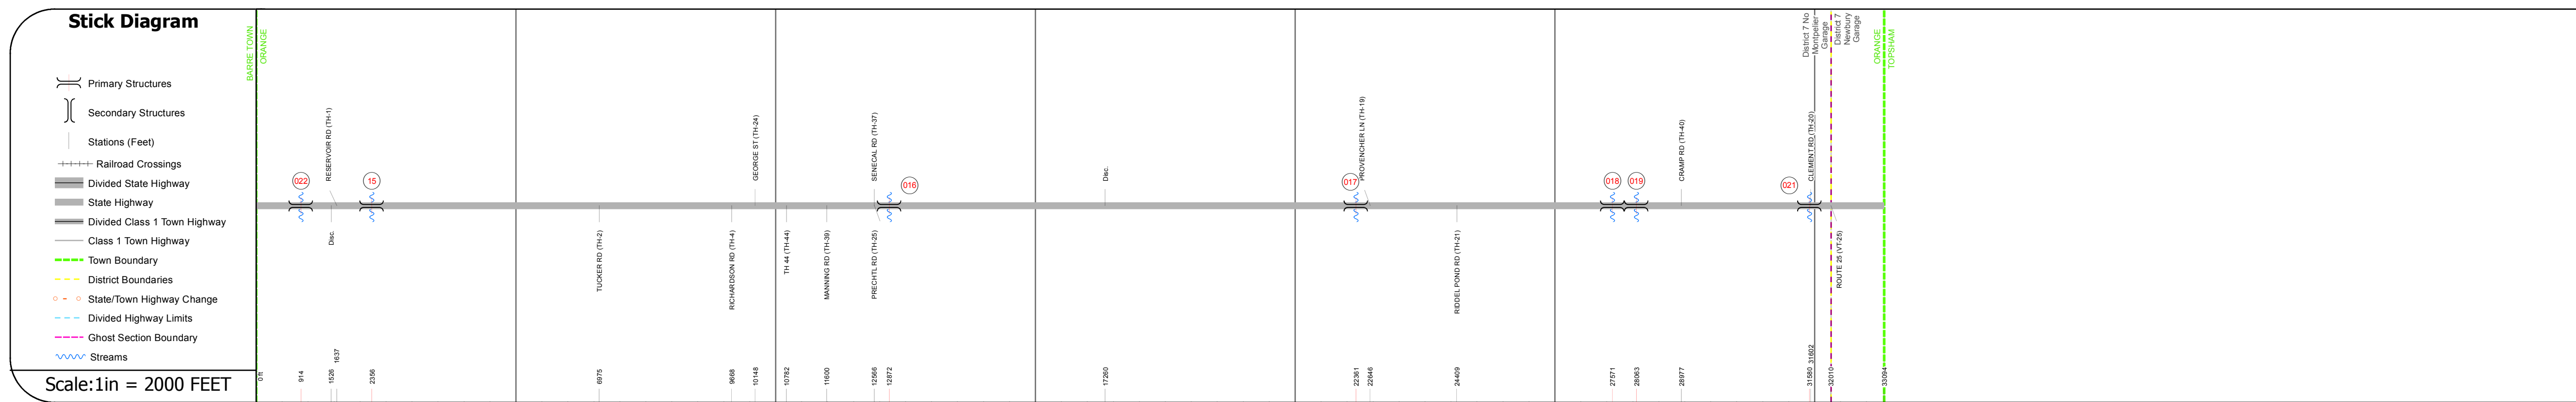 Stick Diagram
Primary Structures
Secondary Structures
Stations (Feet)
Railroad Crossings
Divided State Highway
State Highway
Divided Class 1 Town Highway
Class 1 Town Highway
Town Boundary
District Boundaries
State/Town Highway Change
Divided Highway Limits
Ghost Section Boundary
Streams
Scale:1in = 2000 FEET
BARRE TOWN
ORANGE
022
RESERVOIR RD (TH-1)
Disc.
15
TUCKER RD (TH-2)
RICHARDSON RD (TH-4)
GEORGE ST (TH-24)
TH 44 (TH-44)
MANNING RD (TH-39)
SENECAL RD (TH-37)
PRECHTL RD (TH-25)
016
Disc.
017
PROVENCHER LN (TH-19)
RIDDEL POND RD (TH-21)
018
019
CRAMP RD (TH-40)
021
CLEMENT RD (TH-20)
ROUTE 25 (VT-25)
District 7 No
Montpelier
Garage
District 7
Newbury
Garage
ORANGE
TOPSHAM
0 ft
914
1526
1637
2356
6975
9668
10148
10782
11600
12566
12872
17260
22361
22646
24409
27571
28063
28977
31580
31602
32010
33094